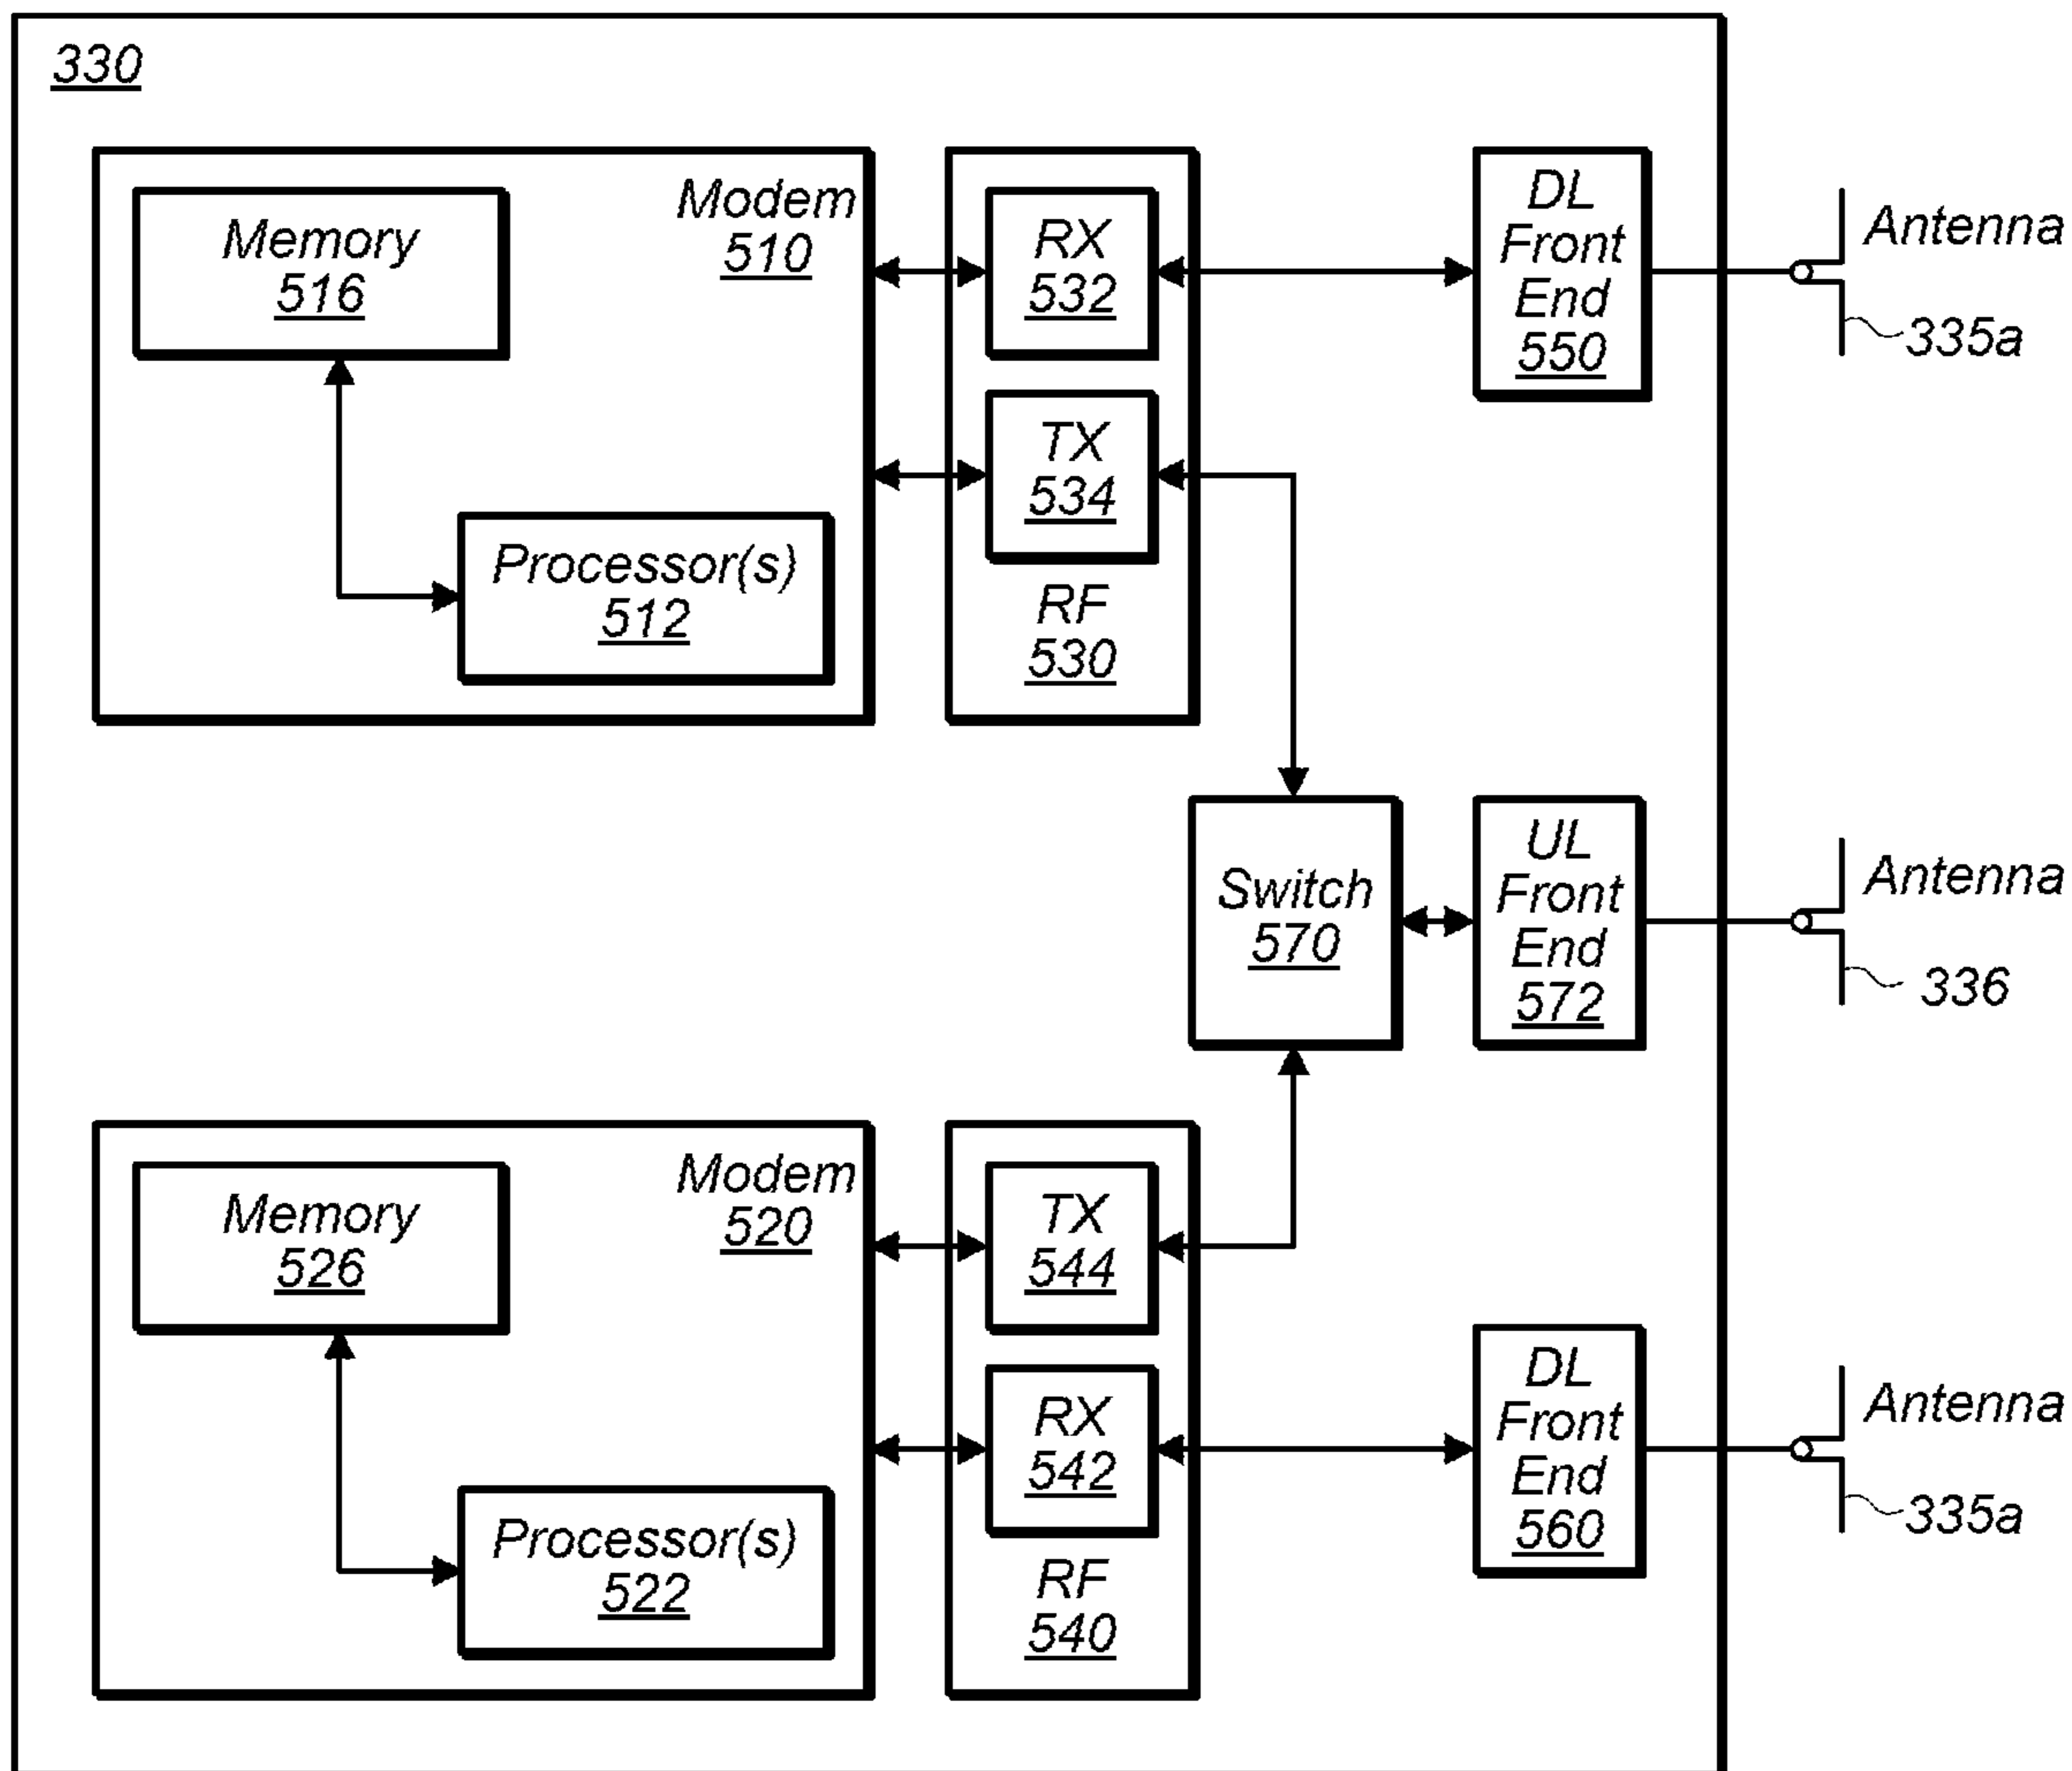 330
Memory
516
Modem
510
Processor(s)
512
RX
532
TX
534
RF
530
DL
Front
End
550
Antenna
335a
Switch
570
UL
Front
End
572
Antenna
336
Memory
526
Modem
520
Processor(s)
522
TX
544
RX
542
RF
540
DL
Front
End
560
Antenna
335a